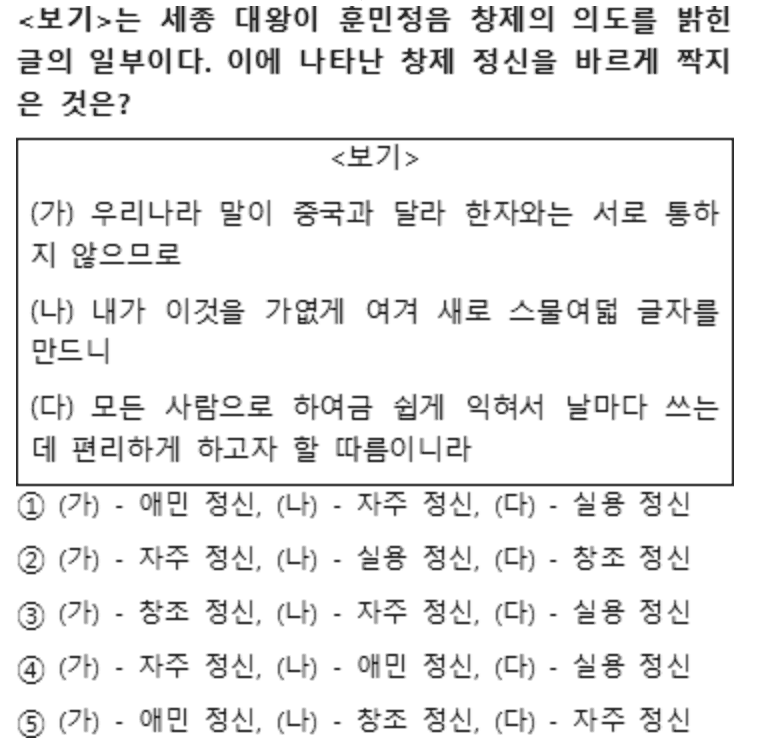 <보기>는 세종 대왕이 훈민정음 창제의 의도를 밝힌
글의 일부이다. 이에 나타난 창제 정신을 바르게 짝지
은 것은?
<보기>
(가) 우리나라 말이 중국과 달라 한자와는 서로 통하
지 않으므로
(나) 내가 이것을 가엾게 여겨 새로 스물여덟 글자를
만드니
(다) 모든 사람으로 하여금 쉽게 익혀서 날마다 쓰는
데 편리하게 하고자 할 따름이니라
① (가) - 애민 정신, (나) - 자주 정신, (다) - 실용 정신
② (가) - 자주 정신, (나) - 실용 정신, (다) - 창조 정신
③ (가) - 창조 정신, (나) - 자주 정신, (다) - 실용 정신
④ (가) - 자주 정신, (나) - 애민 정신, (다) - 실용 정신
⑤ (가) - 애민 정신, (나) - 창조 정신, (다) - 자주 정신